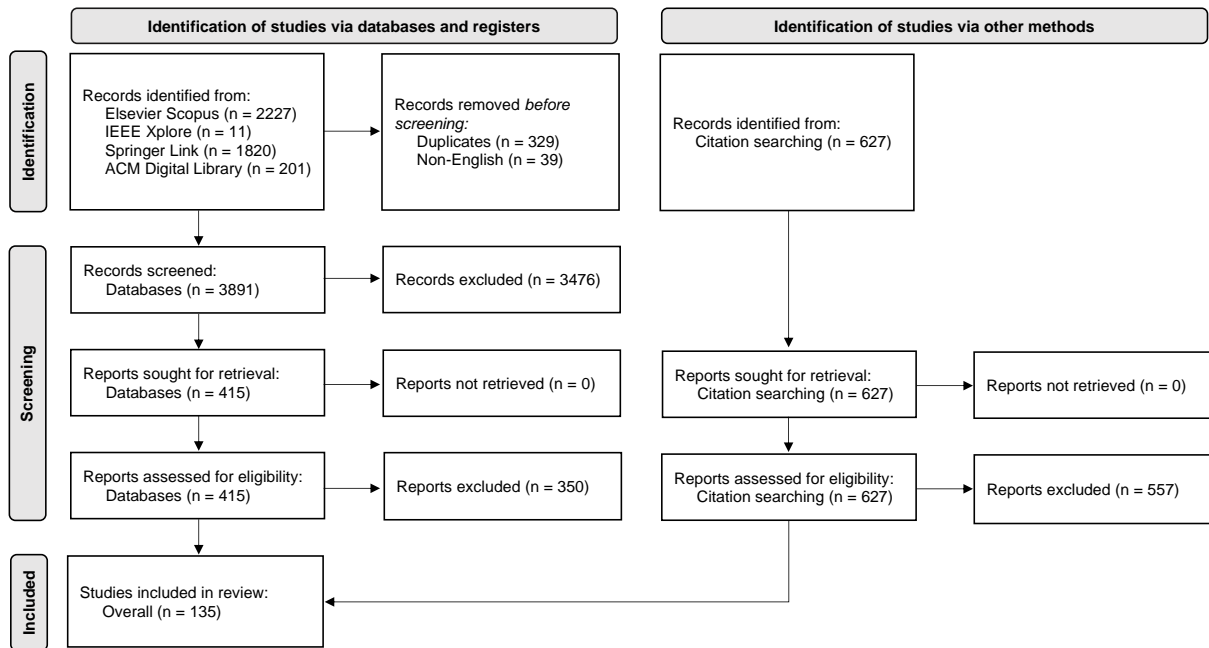 Identification of studies via databases and registers
Identification of studies via other methods
Identification
Records identified from:
Elsevier Scopus (n = 2227)
IEEE Xplore (n = 11)
Springer Link (n = 1820)
ACM Digital Library (n = 201)
Records removed before
screening:
Duplicates (n = 329)
Non-English (n = 39)
Records identified from:
Citation searching (n = 627)
Screening
Records screened:
Databases (n = 3891)
Records excluded (n = 3476)
Reports sought for retrieval:
Databases (n = 415)
Reports not retrieved (n = 0)
Reports sought for retrieval:
Citation searching (n = 627)
Reports not retrieved (n = 0)
Reports assessed for eligibility:
Databases (n = 415)
Reports excluded (n = 350)
Reports assessed for eligibility:
Citation searching (n = 627)
Reports excluded (n = 557)
Included
Studies included in review:
Overall (n = 135)